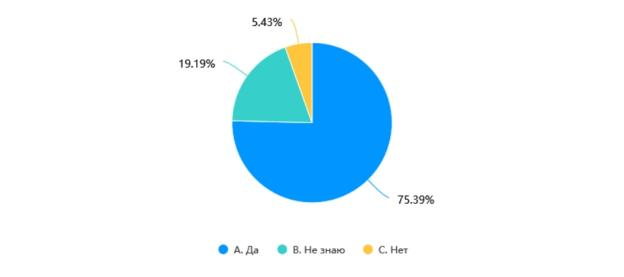 5.43%
19.19%
75.39%
A. Да
B. Не знаю
C. Нет